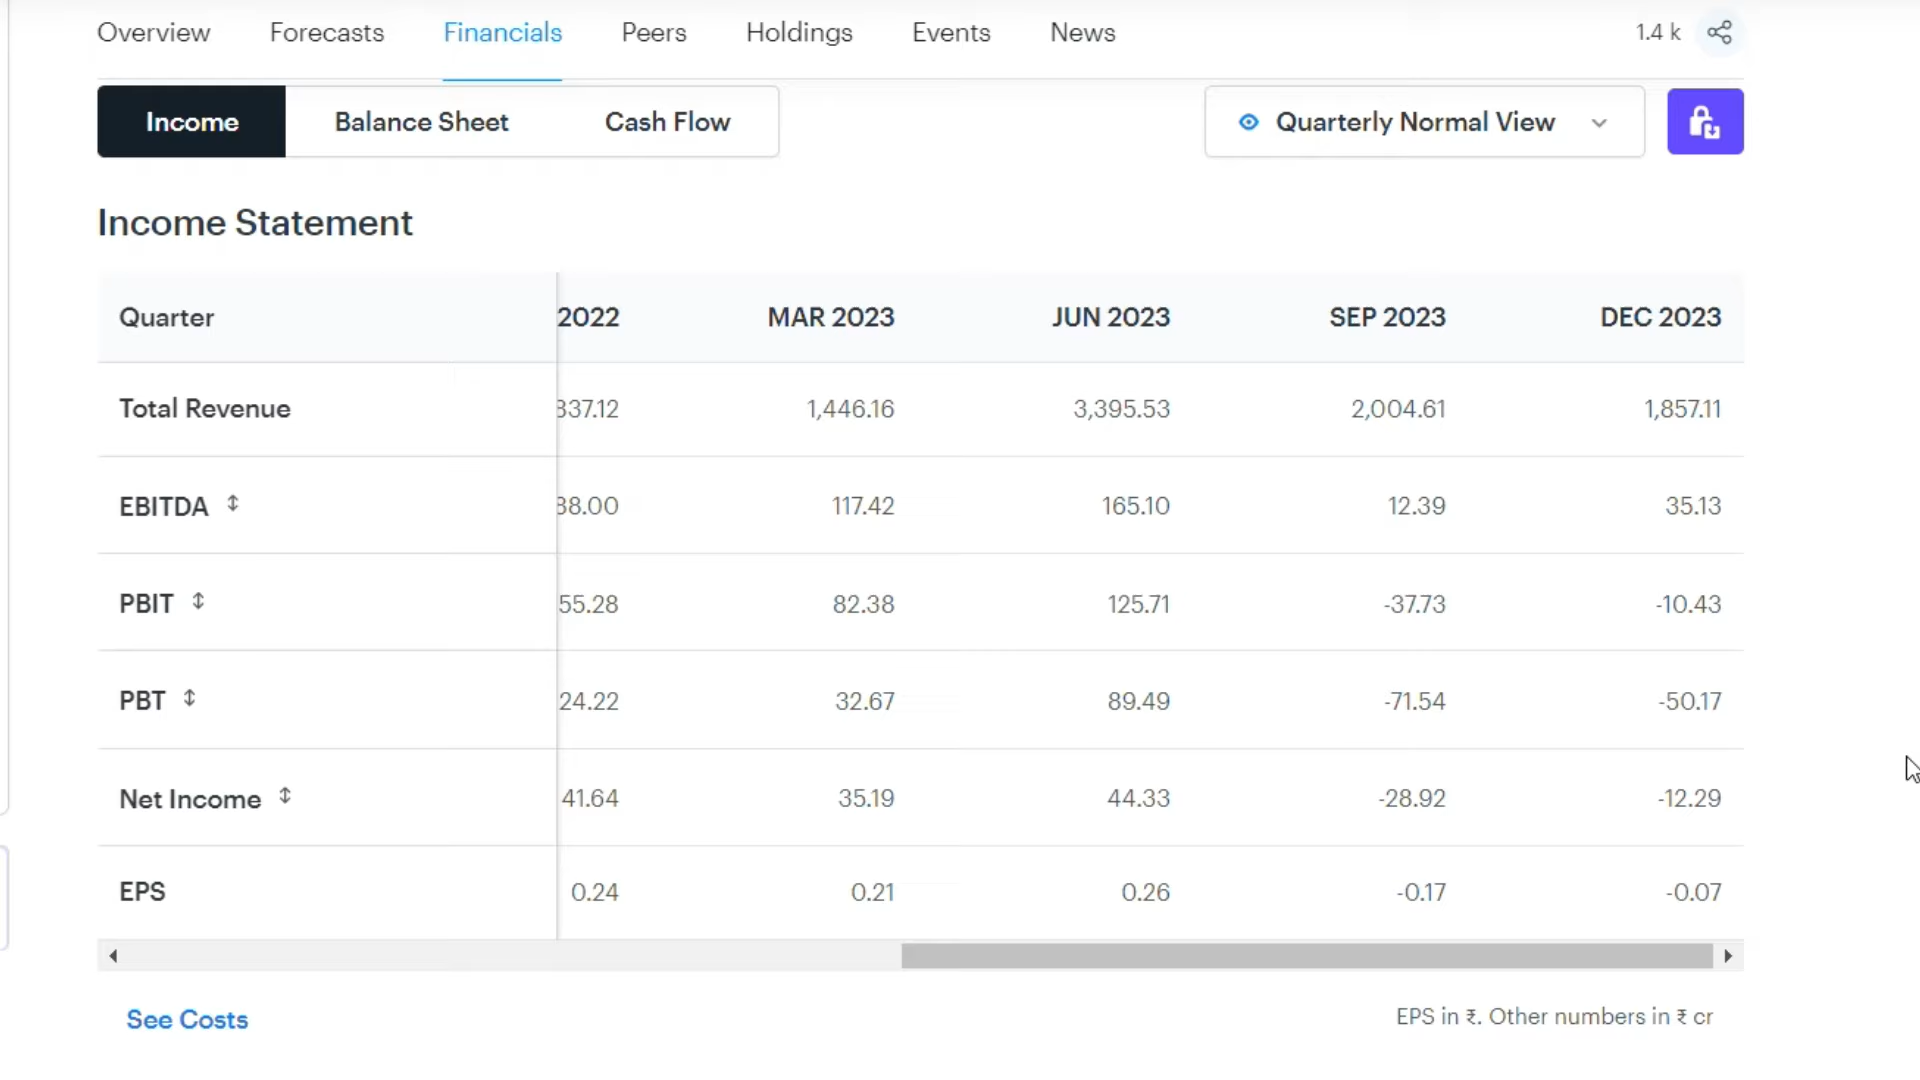 Overview Forecasts Financials Peers Holdings Events News 1.4 k
Income Balance Sheet Cash Flow Quarterly Normal View
Income Statement
Quarter 2022 MAR 2023 JUN 2023 SEP 2023 DEC 2023
Total Revenue 337.12 1,446.16 3,395.53 2,004.61 1,857.11
EBITDA 38.00 117.42 165.10 12.39 35.13
PBIT 55.28 82.38 125.71 -37.73 -10.43
PBT 24.22 32.67 89.49 -71.54 -50.17
Net Income 41.64 35.19 44.33 -28.92 -12.29
EPS 0.24 0.21 0.26 -0.17 -0.07
See Costs EPS in ₹. Other numbers in ₹ cr